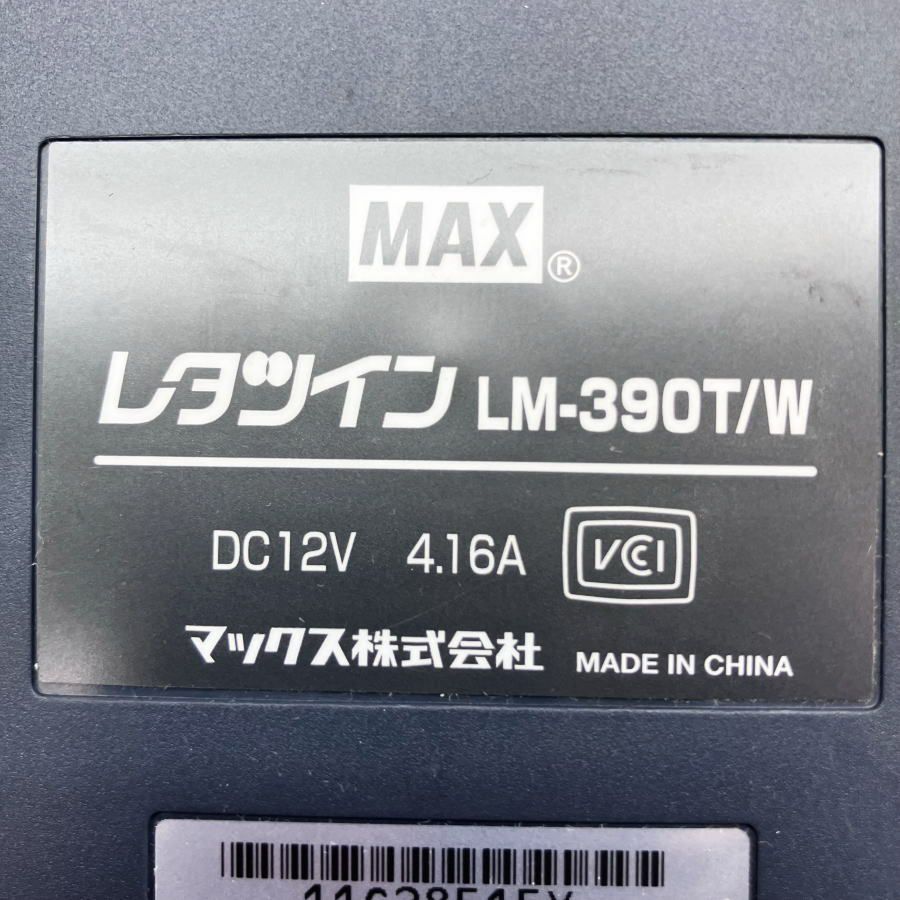 MAX®
レタツイン LM-390T/W
DC12V 4.16A VCCI
マックス株式会社 MADE IN CHINA